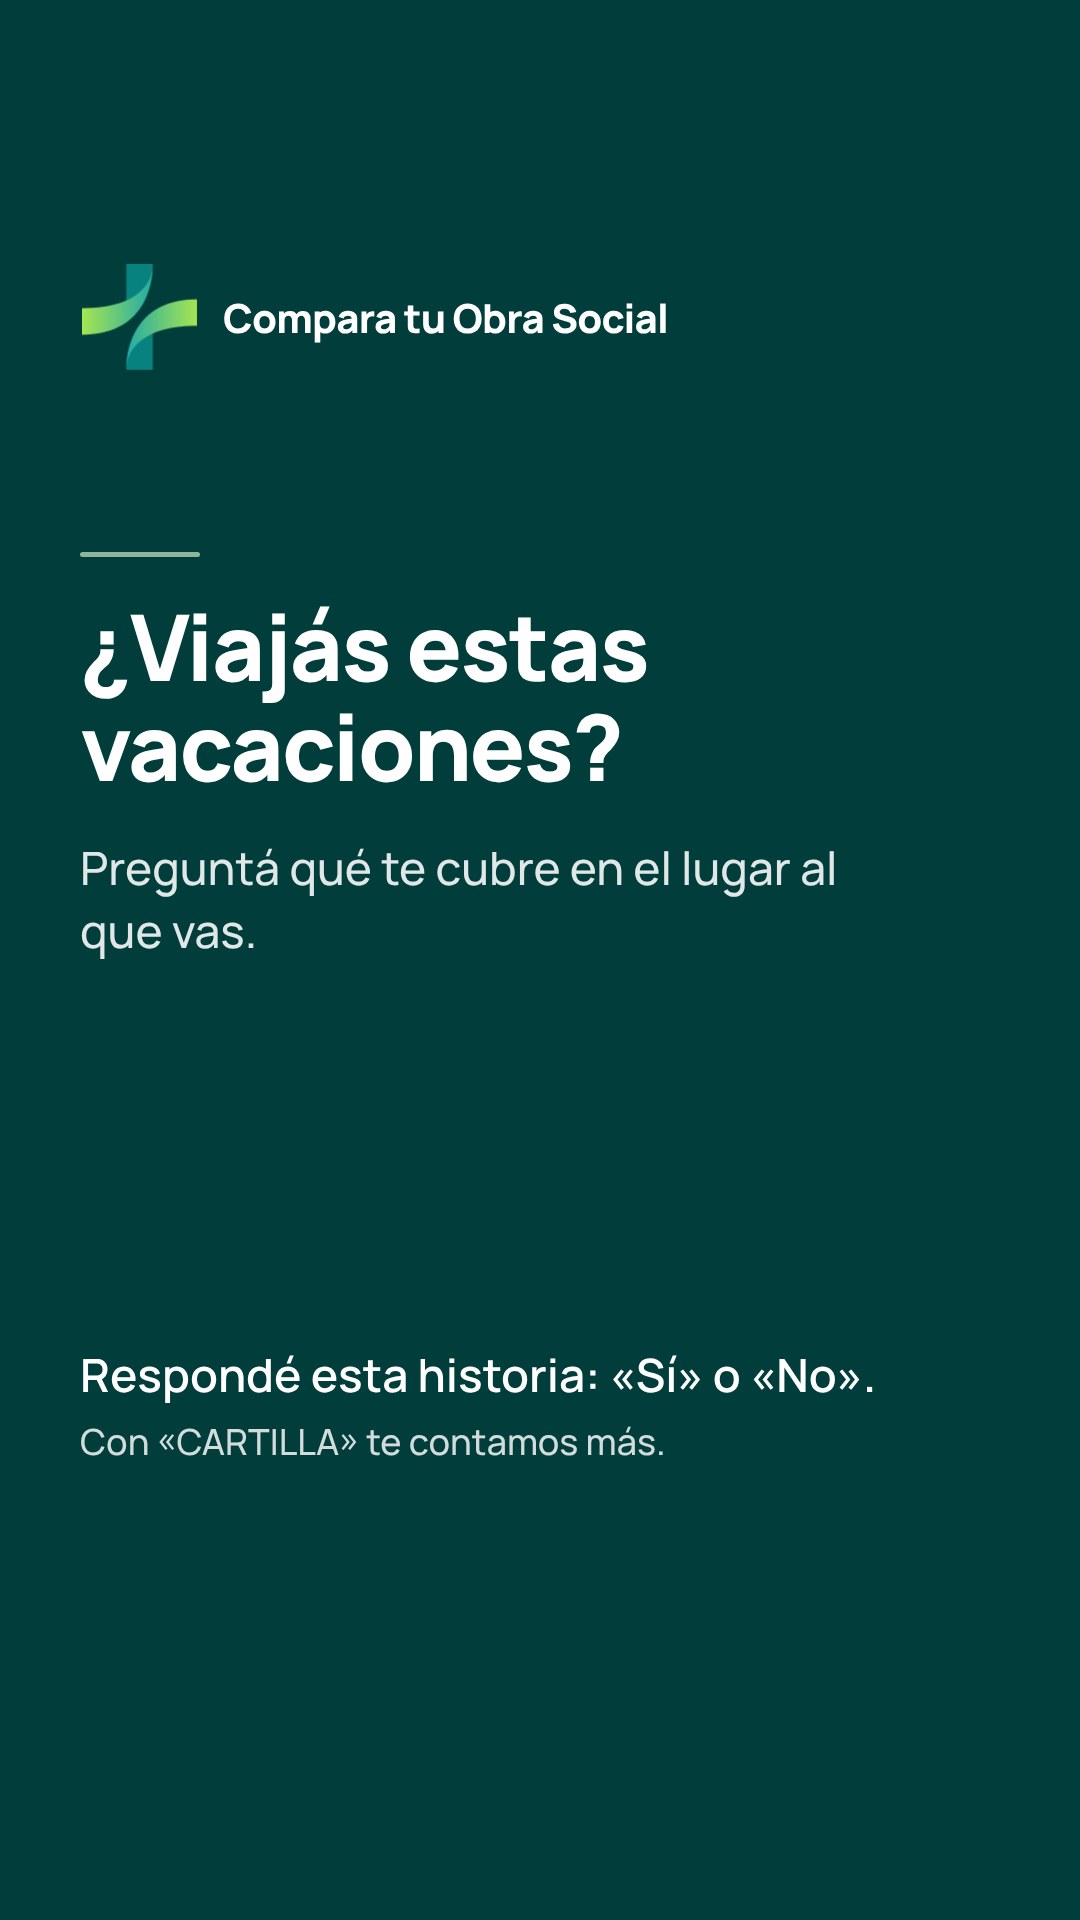 Compara tu Obra Social
¿Viajás estas
vacaciones?
Preguntá qué te cubre en el lugar al
que vas.
Respondé esta historia: «Sí» o «No».
Con «CARTILLA» te contamos más.